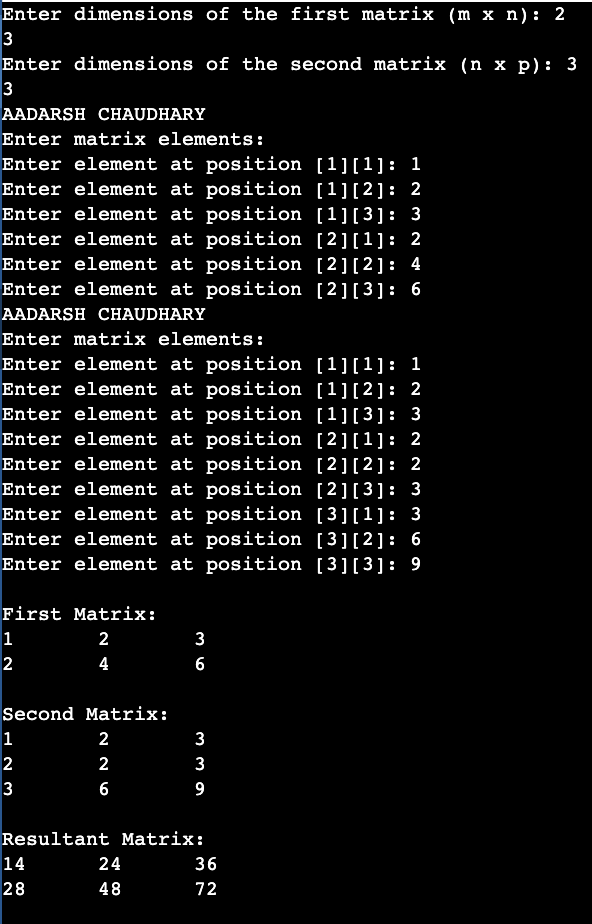 Enter dimensions of the first matrix (m x n): 2
3
Enter dimensions of the second matrix (n x p): 3
3
AADARSH CHAUDHARY
Enter matrix elements:
Enter element at position [1][1]: 1
Enter element at position [1][2]: 2
Enter element at position [1][3]: 3
Enter element at position [2][1]: 2
Enter element at position [2][2]: 4
Enter element at position [2][3]: 6
AADARSH CHAUDHARY
Enter matrix elements:
Enter element at position [1][1]: 1
Enter element at position [1][2]: 2
Enter element at position [1][3]: 3
Enter element at position [2][1]: 2
Enter element at position [2][2]: 2
Enter element at position [2][3]: 3
Enter element at position [3][1]: 3
Enter element at position [3][2]: 6
Enter element at position [3][3]: 9
First Matrix:
1 2 3
2 4 6
Second Matrix:
1 2 3
2 2 3
3 6 9
Resultant Matrix:
14 24 36
28 48 72